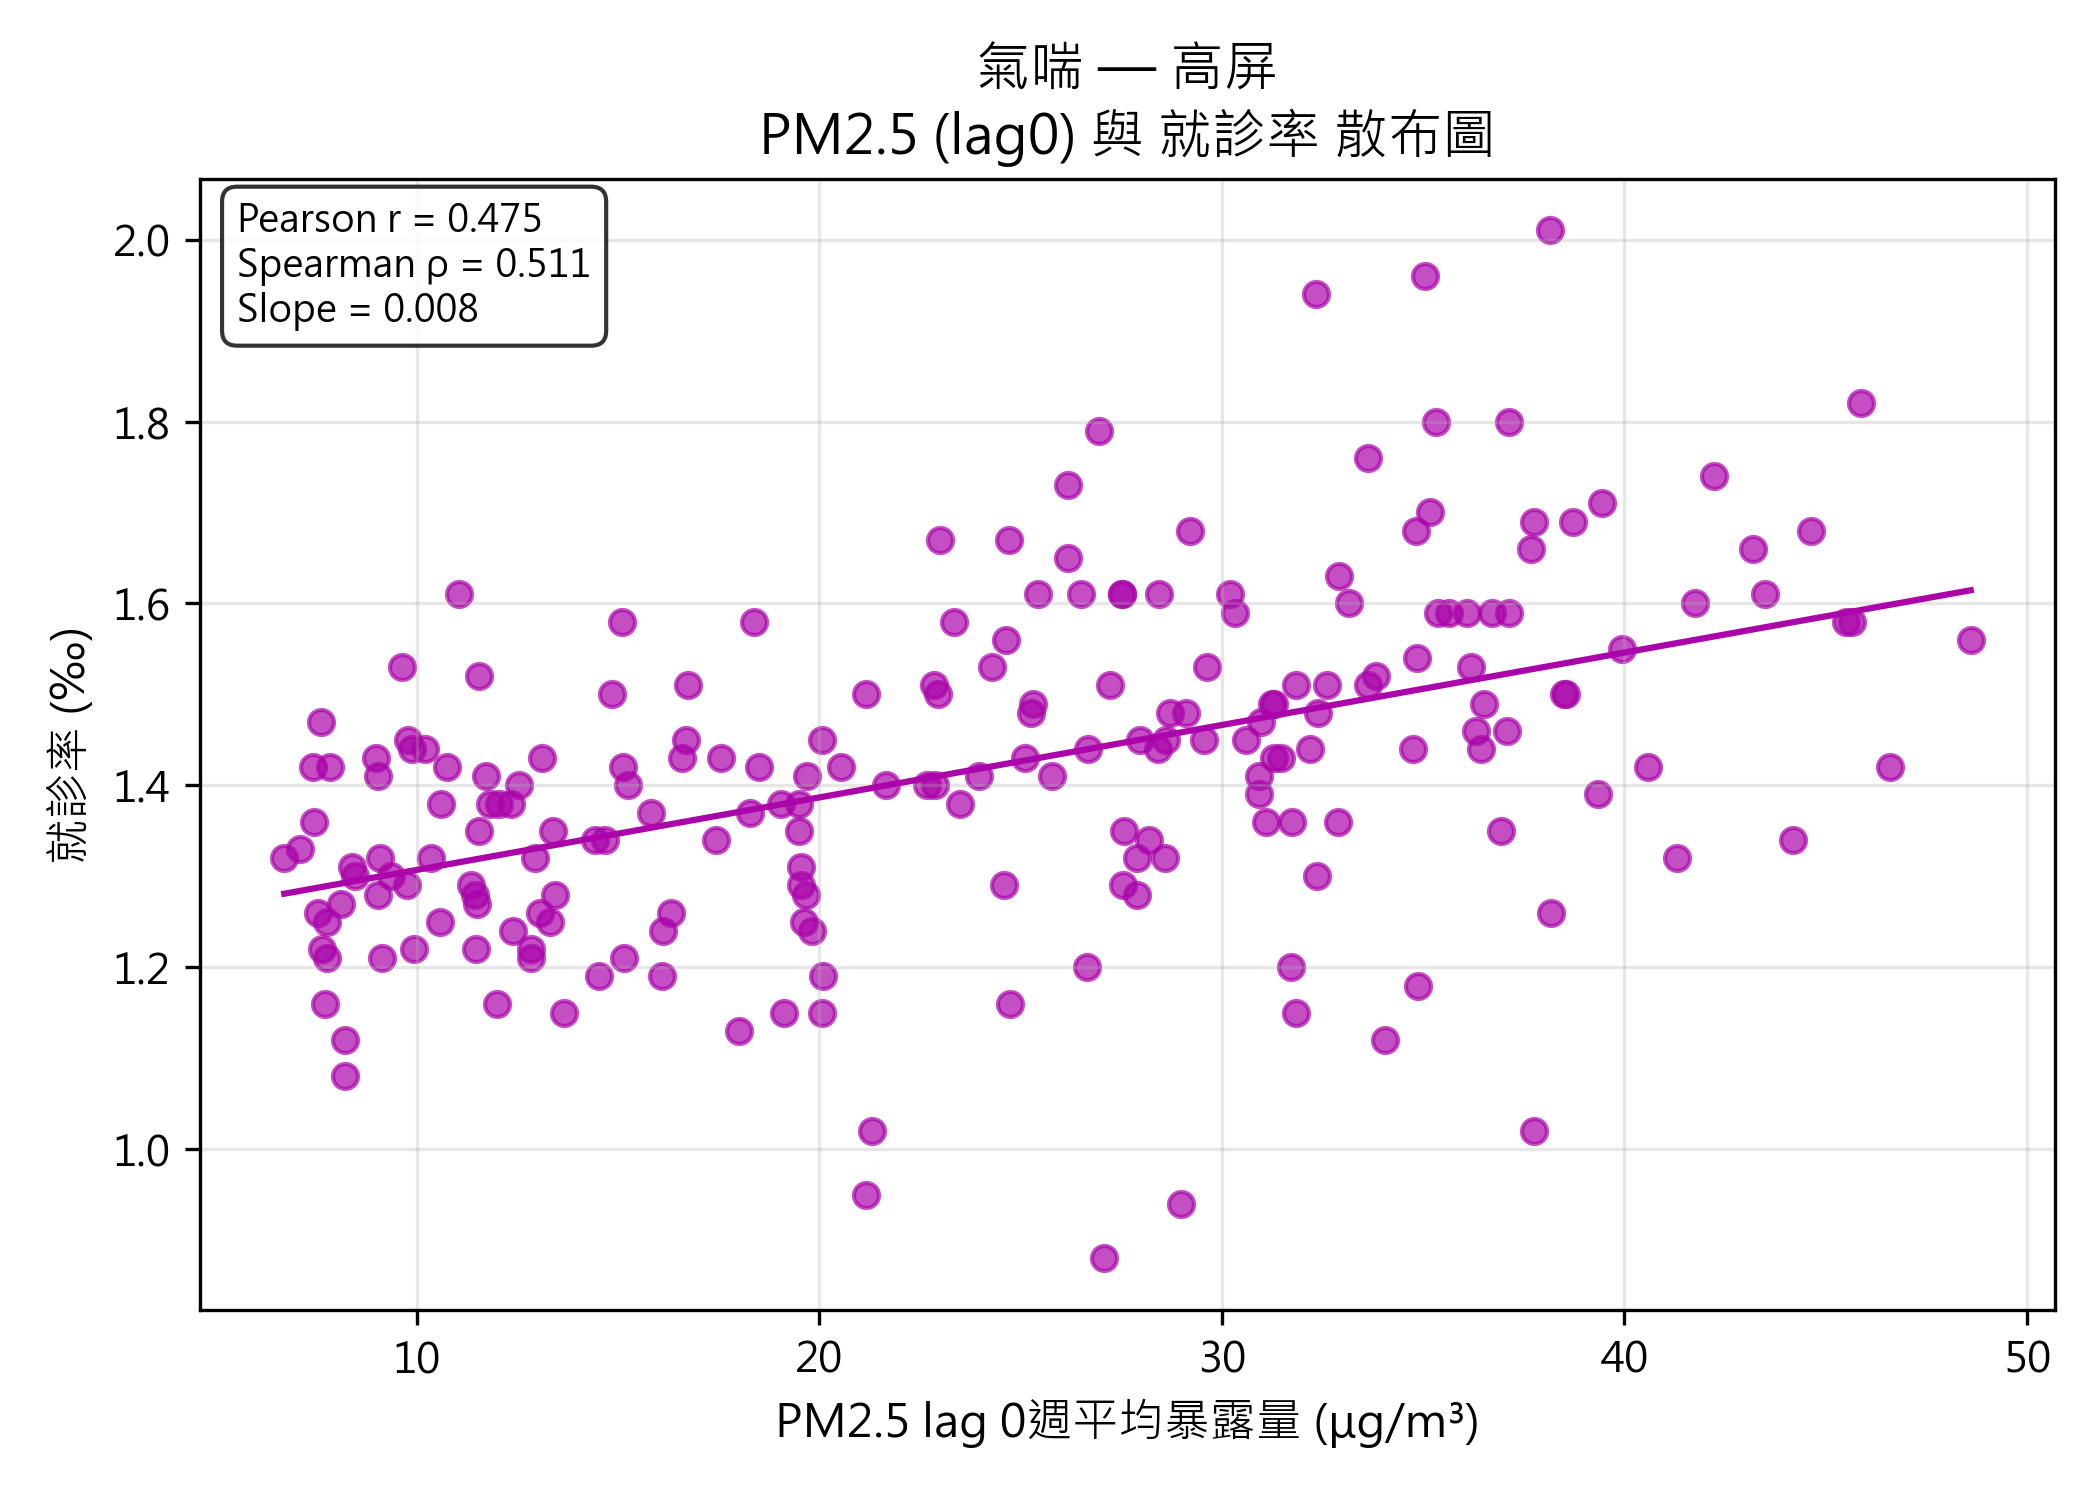 氣喘 — 高屏
PM2.5 (lag0) 與 就診率 散布圖
Pearson r = 0.475
Spearman ρ = 0.511
Slope = 0.008
就診率 (‰)
2.0
1.8
1.6
1.4
1.2
1.0
10 20 30 40 50
PM2.5 lag 0週平均暴露量 (μg/m³)